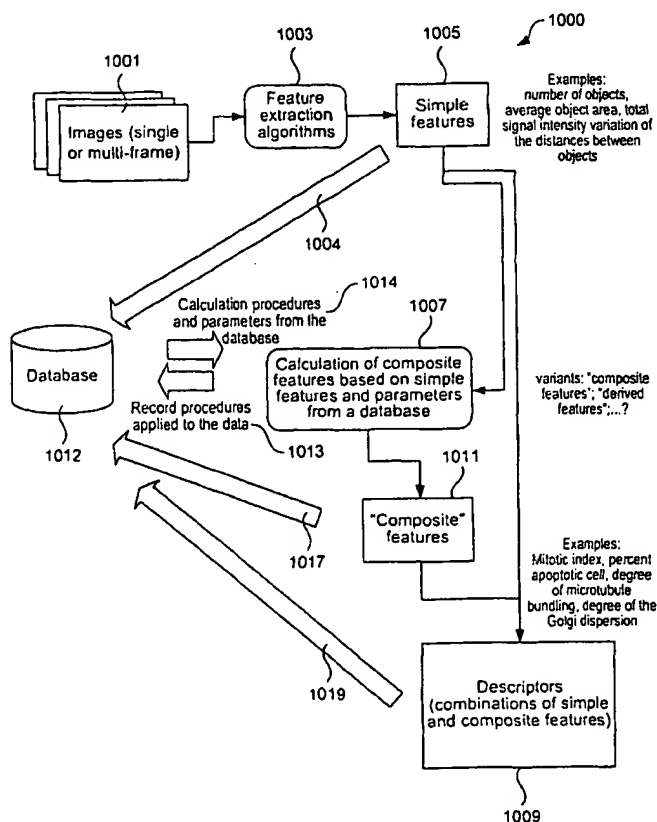 1000
1001
1003
1005
Images (single
or multi-frame)
Feature
extraction
algorithms
Simple
features
Examples:
number of objects,
average object area, total
signal intensity variation of
the distances between
objects
1004
Calculation procedures
and parameters from the
database
1014
1007
Database
1012
Calculation of composite
features based on simple
features and parameters
from a database
variants: "composite
features"; "derived
features";...?
Record procedures
applied to the data
1013
1011
"Composite"
features
1017
Examples:
Mitotic index, percent
apoptotic cell, degree
of microtubule
bundling, degree of the
Golgi dispersion
1019
Descriptors
(combinations of simple
and composite features)
1009